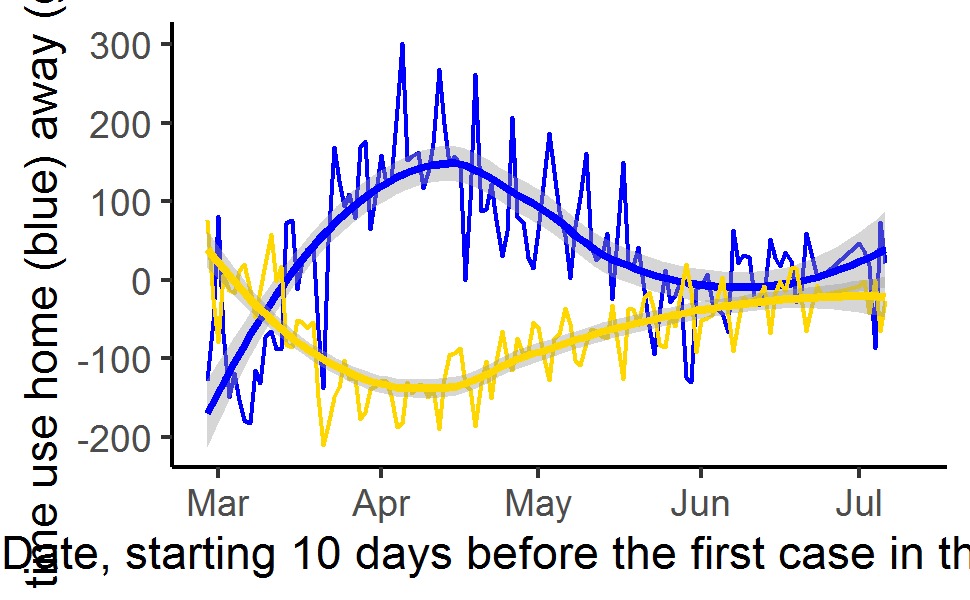 time use home (blue) away (
300
200
100
0
-100
-200
Mar Apr May Jun Jul
Date, starting 10 days before the first case in th